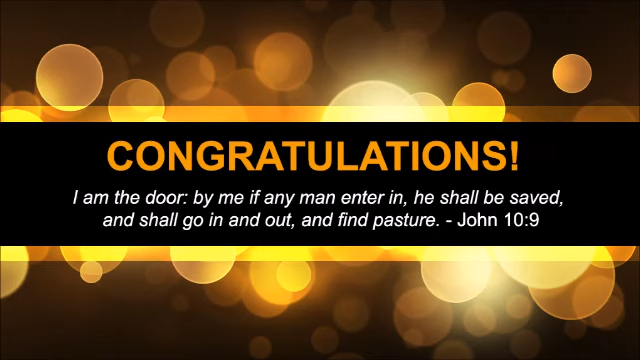 CONGRATULATIONS!
I am the door: by me if any man enter in, he shall be saved,
and shall go in and out, and find pasture. - John 10:9